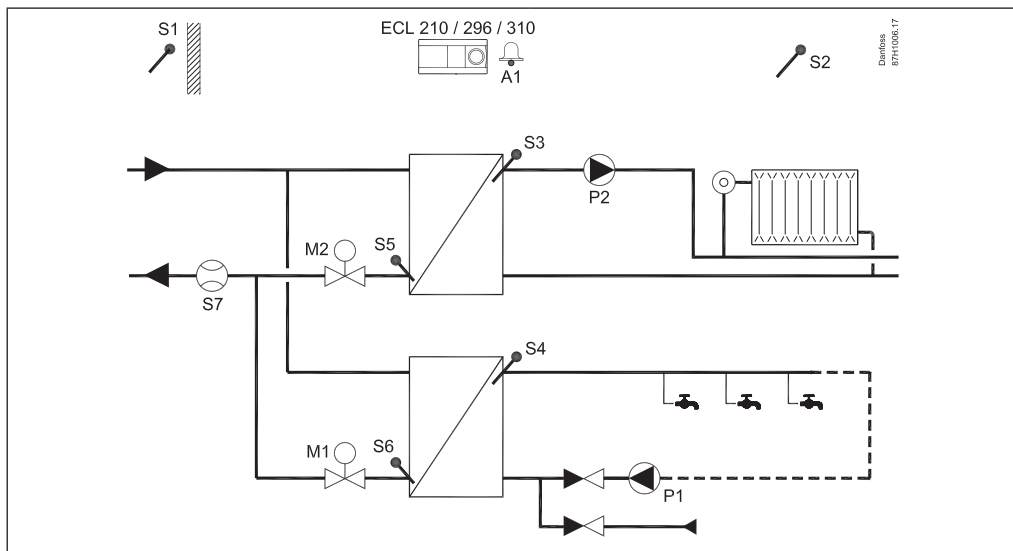 S1
ECL 210 / 296 / 310
A1
S2
Danfoss
87H1006.17
S3
P2
M2
S5
S7
S4
M1
S6
P1